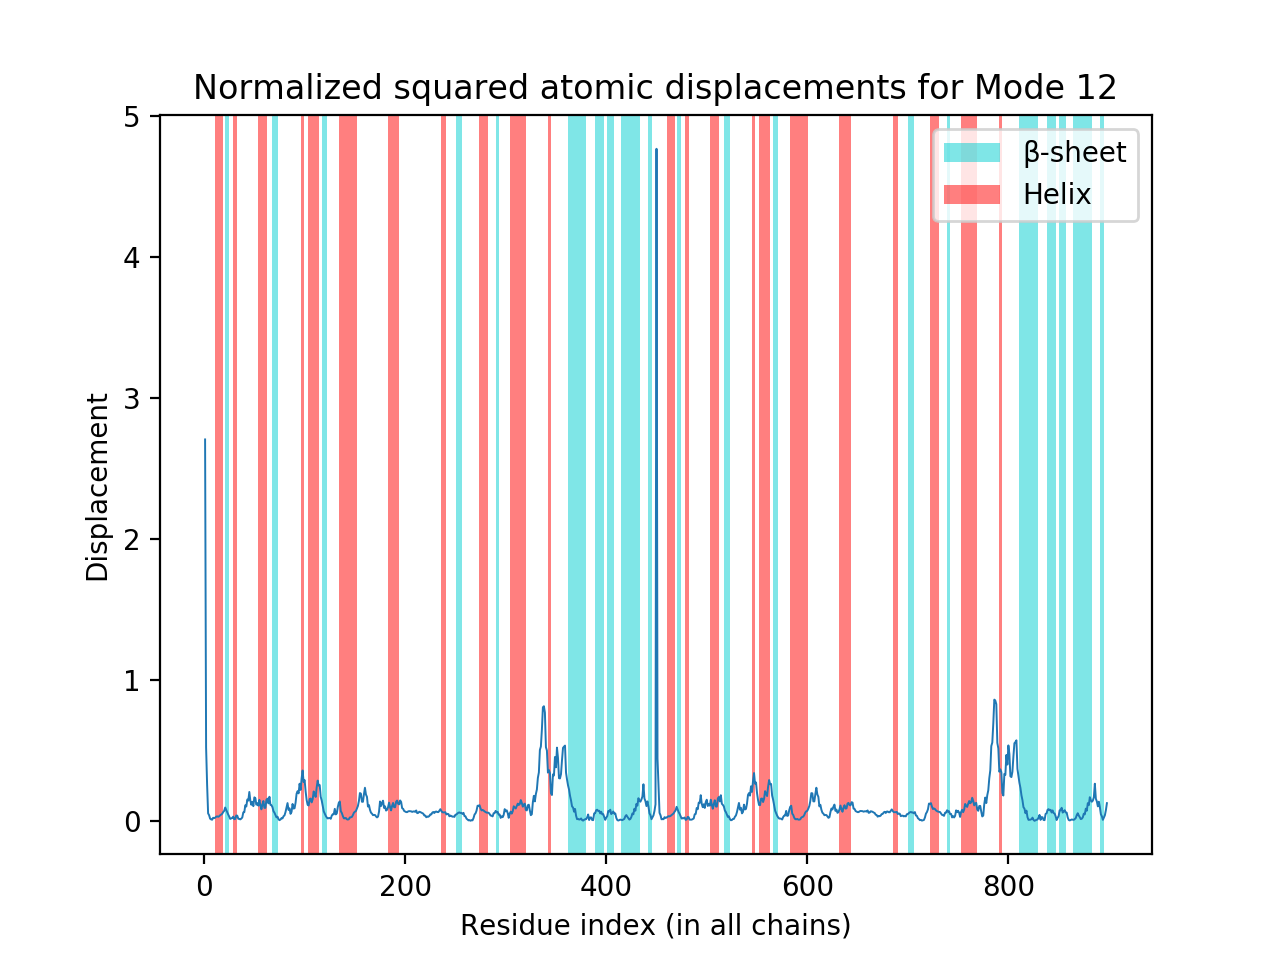 Normalized squared atomic displacements for Mode 12
5
4
3
2
1
0
Displacement
β-sheet
Helix
0 200 400 600 800
Residue index (in all chains)